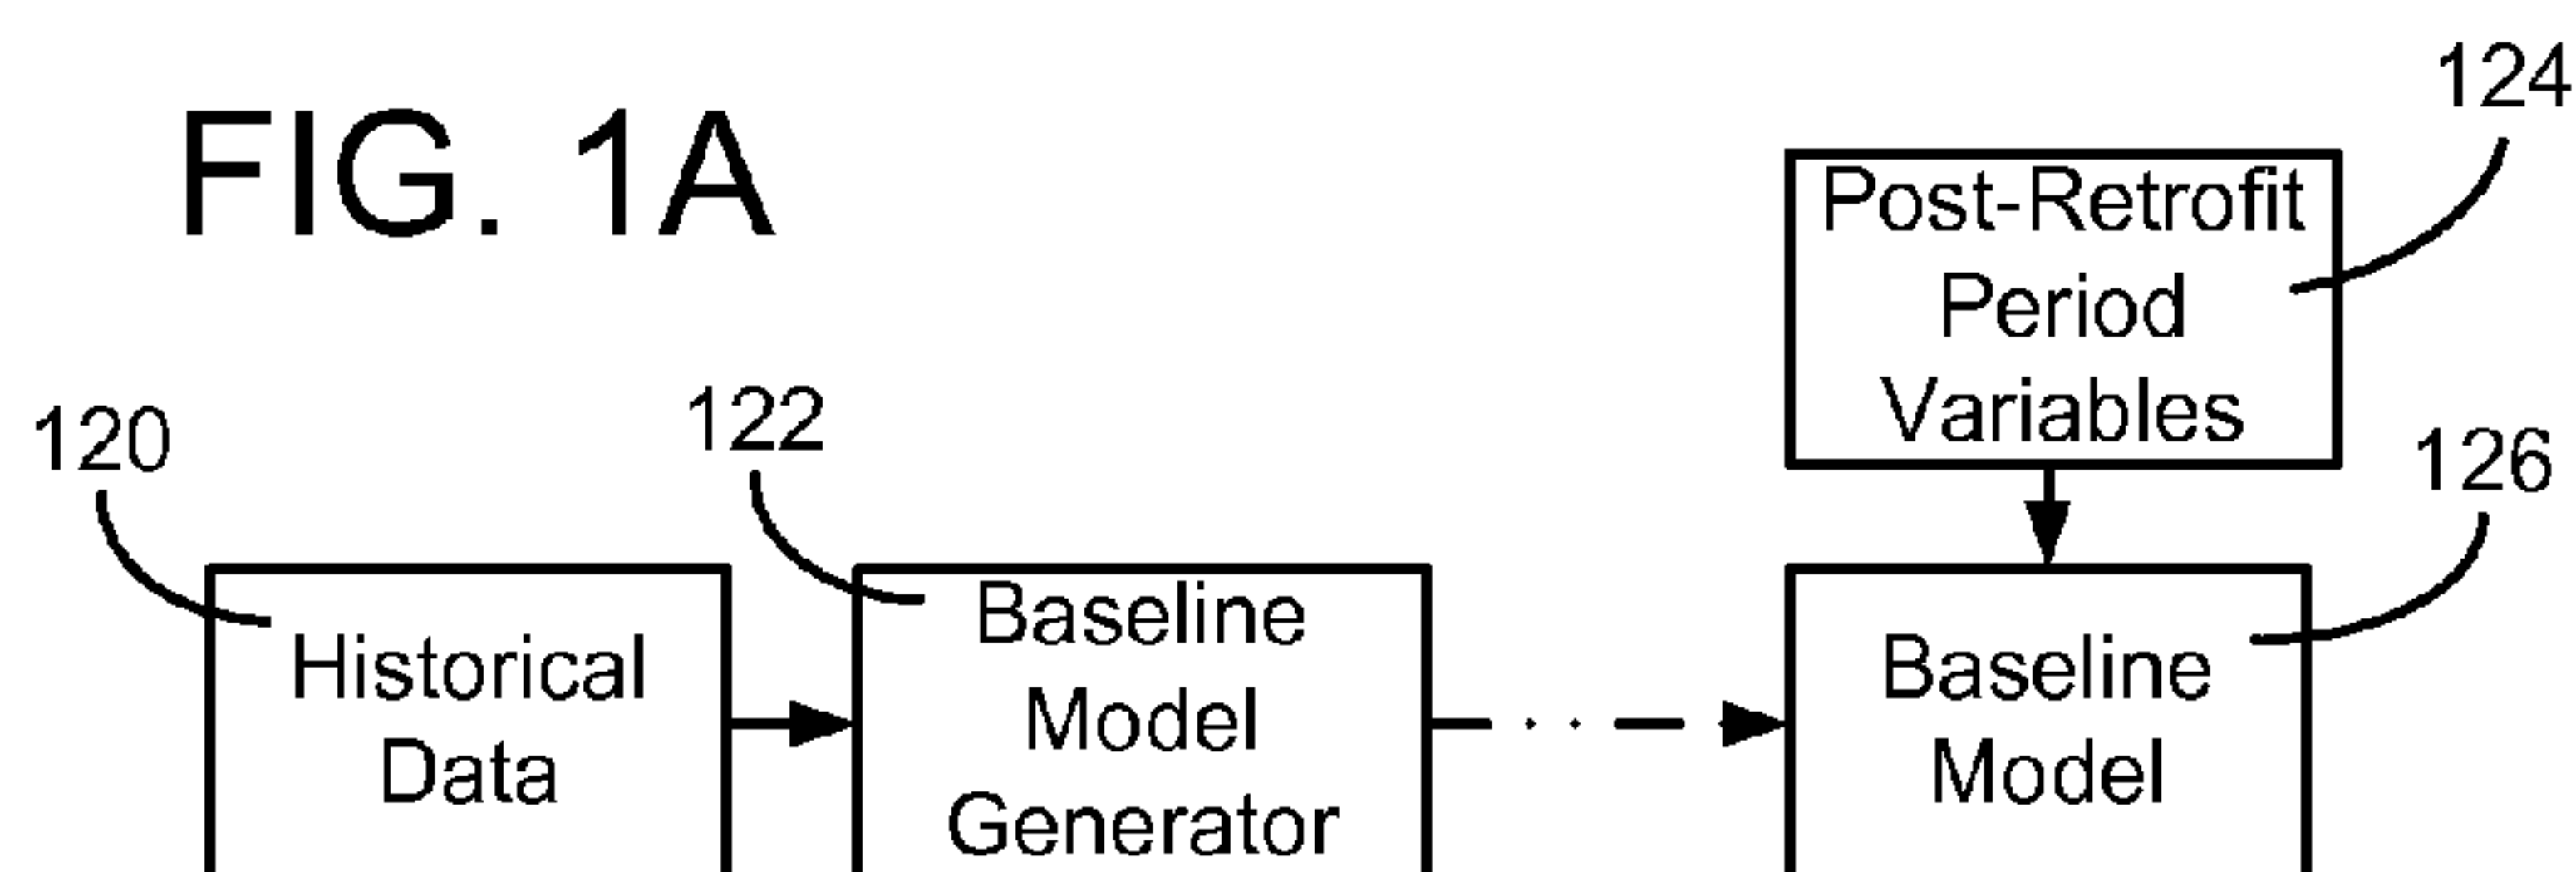 FIG. 1A
124
Post-Retrofit
Period
Variables
120
122
126
Historical
Data
Baseline
Model
Generator
Baseline
Model